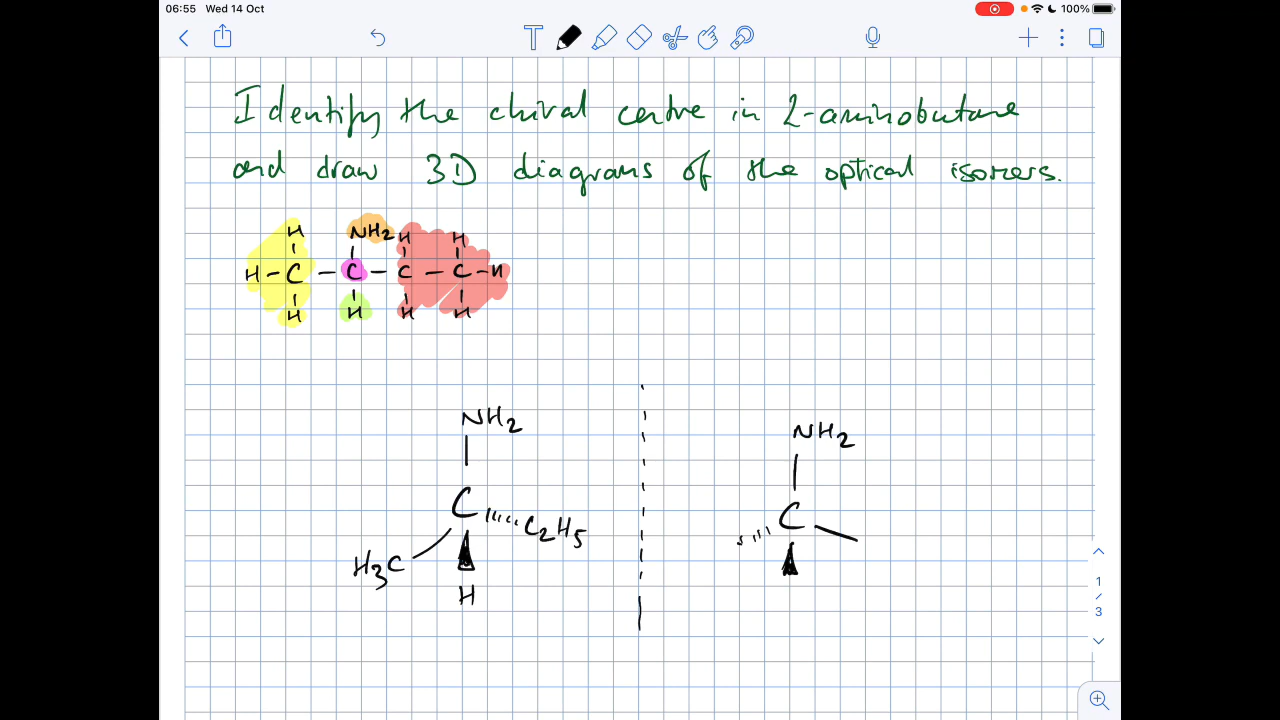 06:55 Wed 14 Oct 100%
T
Identify the chiral centre in 2-aminobutane
and draw 3D diagrams of the optical isomers.
H NH2 H H
H-C-C-C-C-H
H H H H
NH2
NH2
C C
C2H5
H3C
H
1
/
3